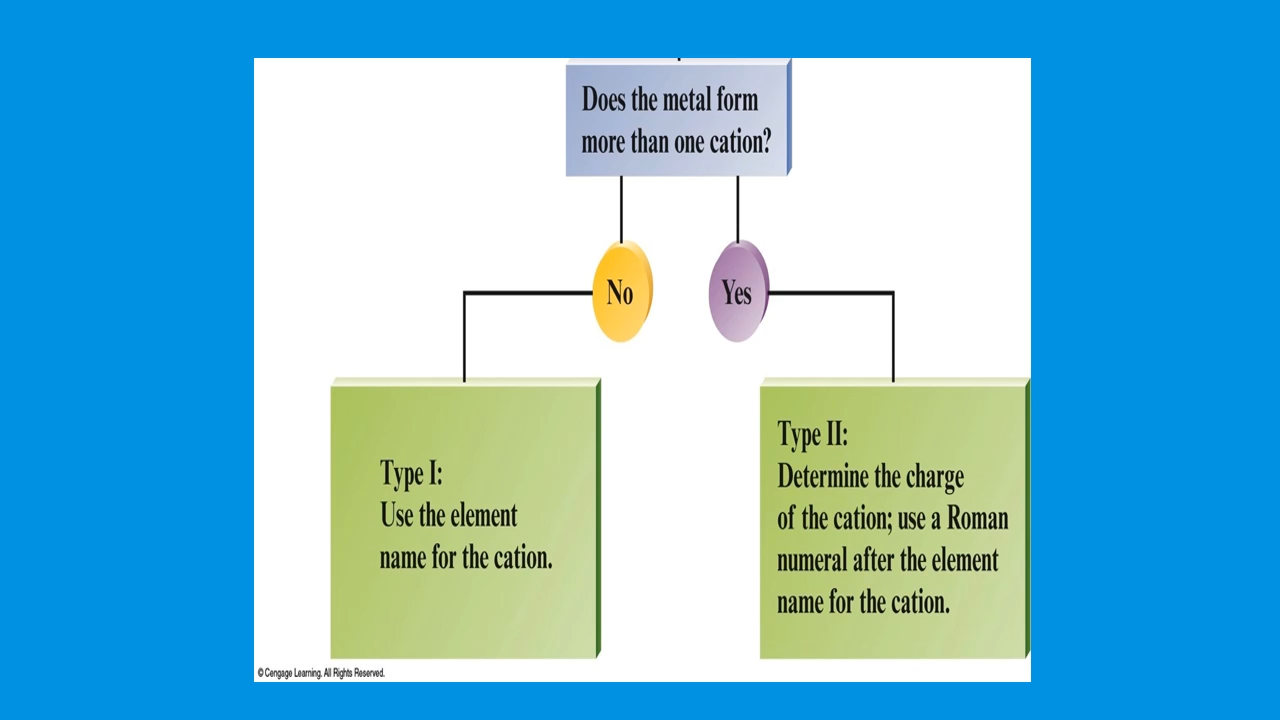 Does the metal form
more than one cation?
No
Yes
Type I:
Use the element
name for the cation.
Type II:
Determine the charge
of the cation; use a Roman
numeral after the element
name for the cation.
© Cengage Learning. All Rights Reserved.